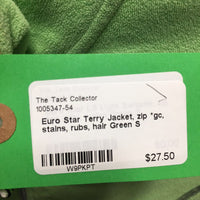 The Tack Collector
1005347-54
Euro Star Terry Jacket, zip *gc,
stains, rubs, hair Green S
$27.50
W9PKPT